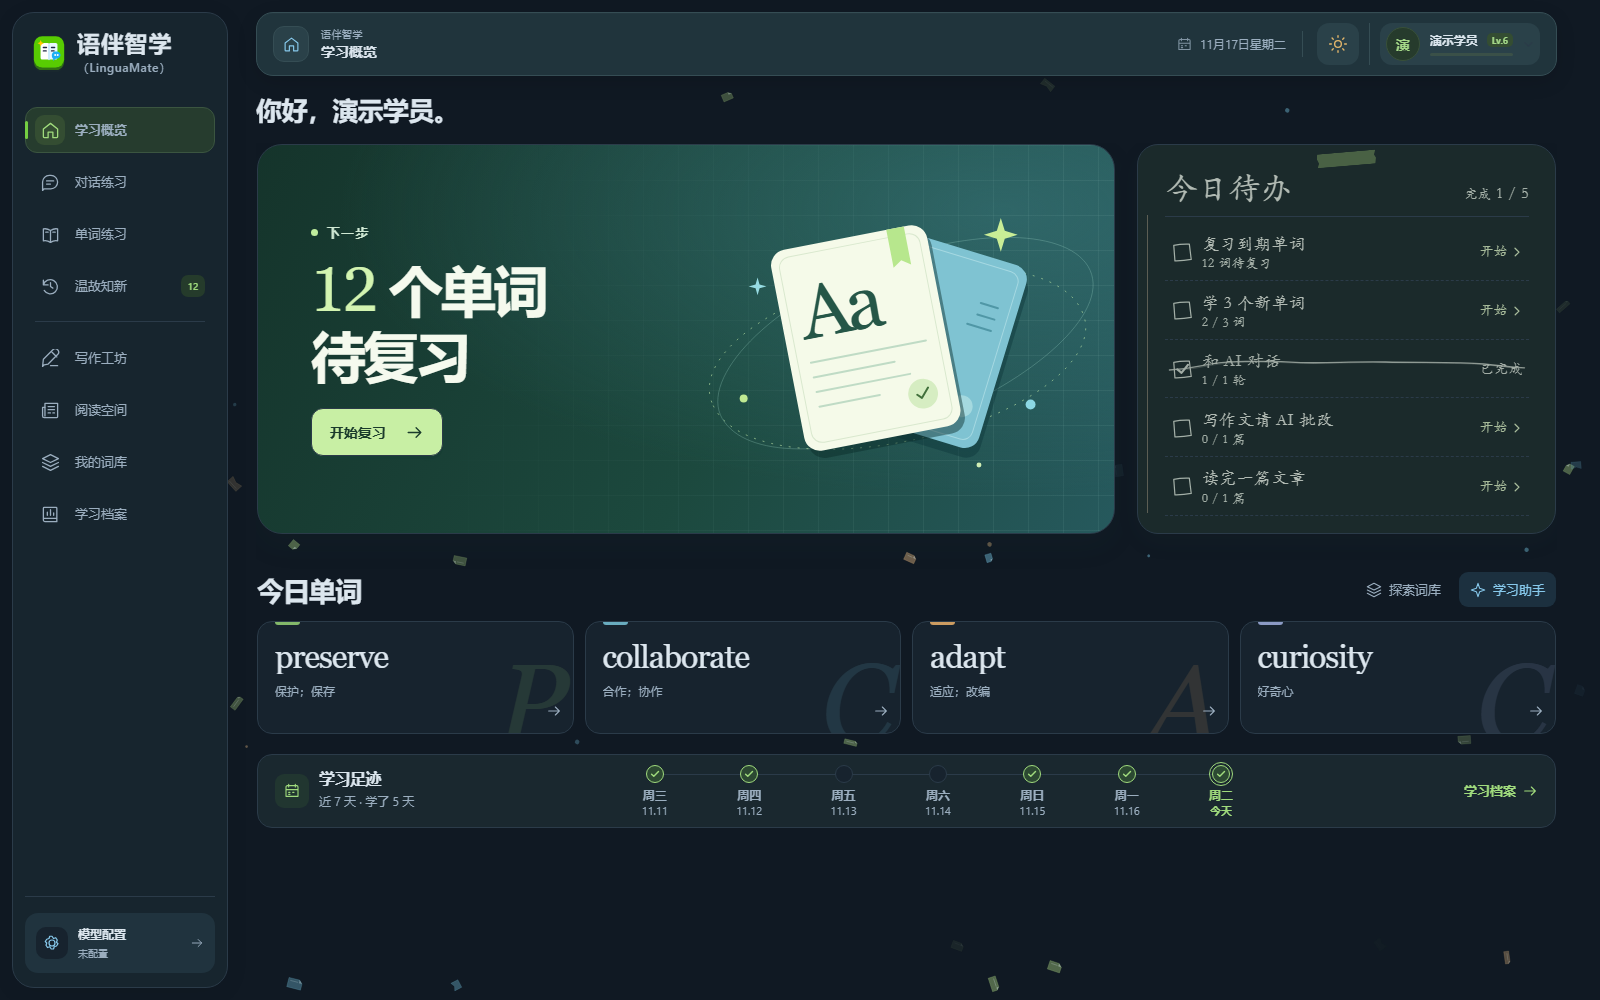 语伴智学
（LinguaMate）
学习概览
对话练习
单词练习
温故知新 12
写作工坊
阅读空间
我的词库
学习档案
模型配置
未配置
语伴智学
学习概览
11月17日星期二
演 演示学员 Lv.6
你好，演示学员。
下一步
12 个单词
待复习
开始复习
Aa
今日待办 完成 1 / 5
复习到期单词
12 词待复习
开始
学 3 个新单词
2 / 3 词
开始
和 AI 对话
1 / 1 轮
已完成
写作文请 AI 批改
0 / 1 篇
开始
读完一篇文章
0 / 1 篇
开始
今日单词
探索词库
学习助手
preserve
保护；保存
P
collaborate
合作；协作
C
adapt
适应；改编
A
curiosity
好奇心
C
学习足迹
近 7 天 · 学了 5 天
周三 周四 周五 周六 周日 周一 周二
11.11 11.12 11.13 11.14 11.15 11.16 今天
学习档案